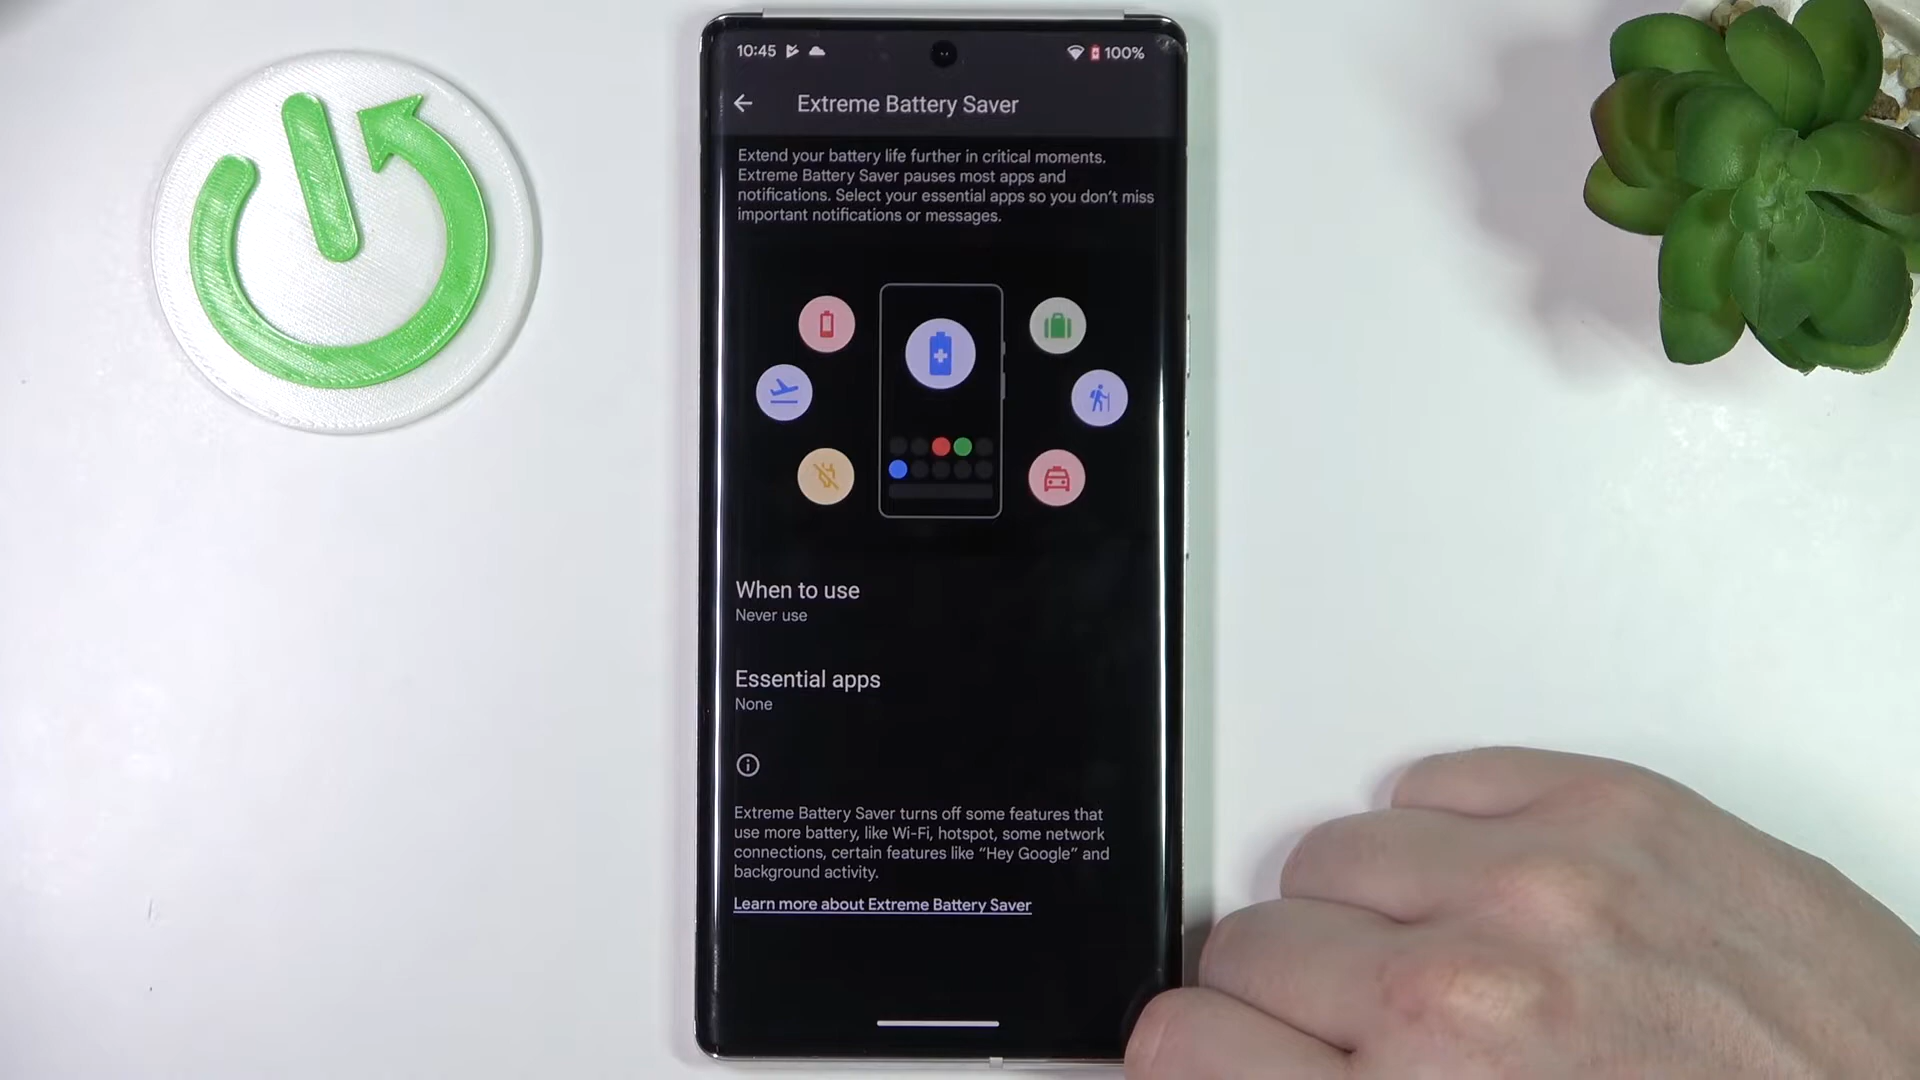 10:45 100%
Extreme Battery Saver
Extend your battery life further in critical moments.
Extreme Battery Saver pauses most apps and
notifications. Select your essential apps so you don't miss
important notifications or messages.
When to use
Never use
Essential apps
None
Extreme Battery Saver turns off some features that
use more battery, like Wi-Fi, hotspot, some network
connections, certain features like “Hey Google” and
background activity.
Learn more about Extreme Battery Saver